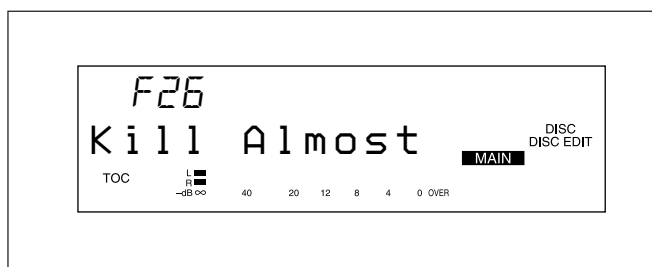 F26
Kill Almost
DISC
DISC EDIT
MAIN
TOC
L
R
–dB ∞ 40 20 12 8 4 0 OVER